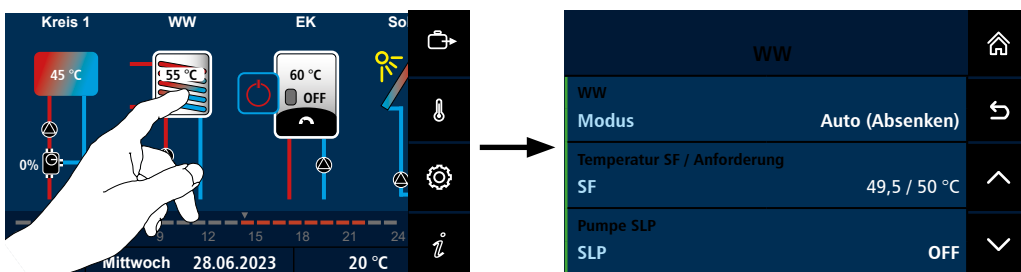 Kreis 1 WW EK So
45 °C 55 °C 60 °C
OFF
0%
9 12 15 18 21 24
Mittwoch 28.06.2023 20 °C
i
WW
WW
Modus Auto (Absenken)
Temperatur SF / Anforderung
SF 49,5 / 50 °C
Pumpe SLP
SLP OFF